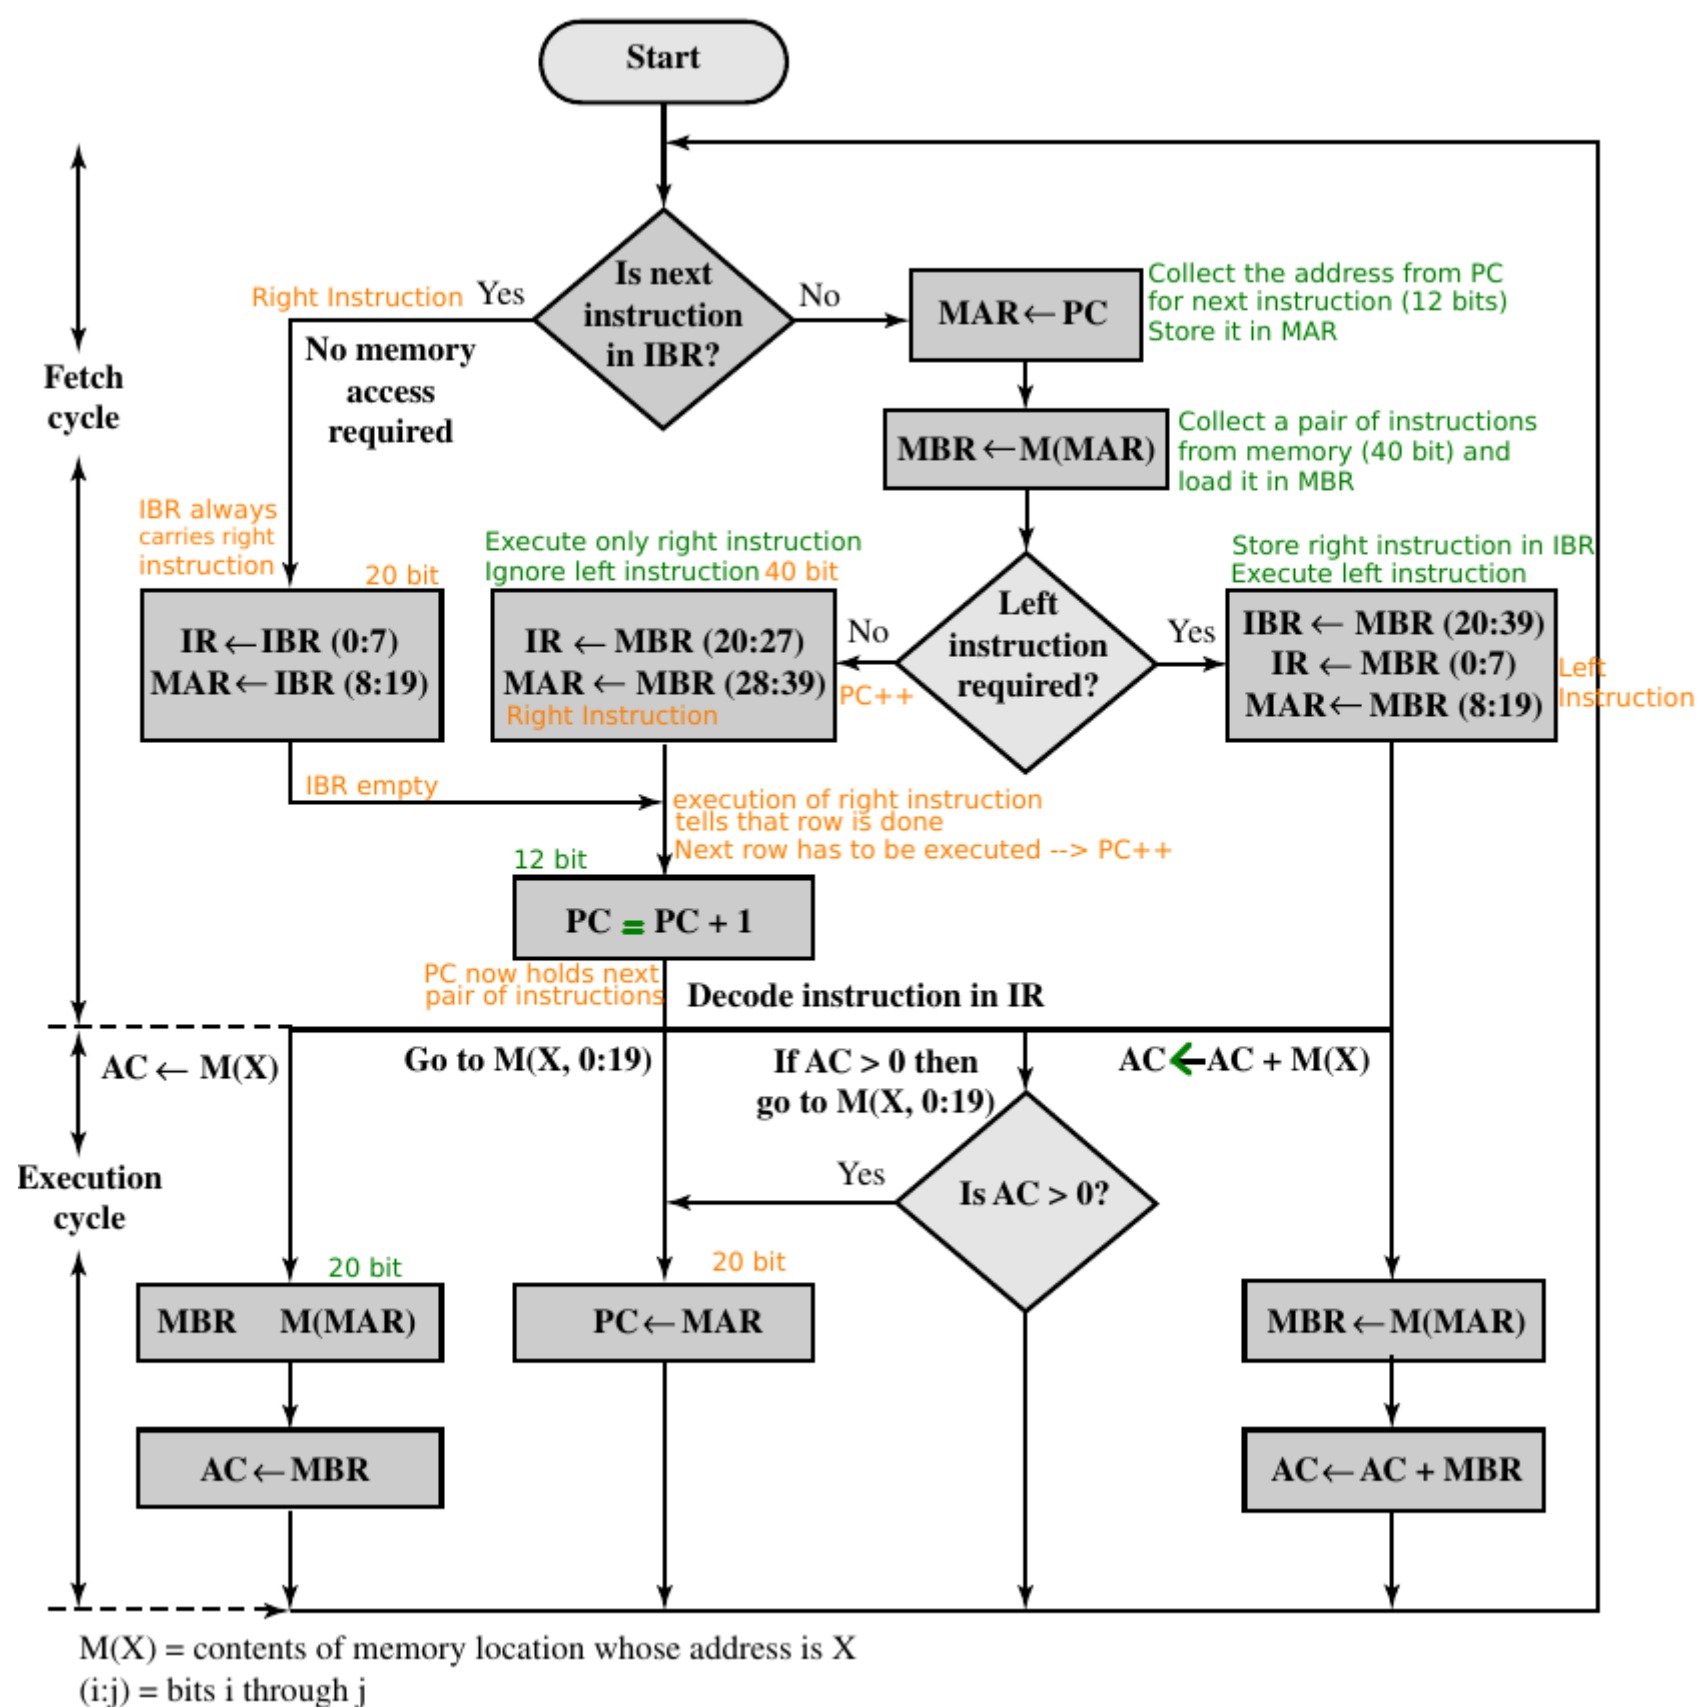 Start
Is next
instruction
in IBR?
Right Instruction
Yes
No
No memory
access
required
MAR ← PC
Collect the address from PC
for next instruction (12 bits)
Store it in MAR
Fetch
cycle
MBR ← M(MAR)
Collect a pair of instructions
from memory (40 bit) and
load it in MBR
IBR always
carries right
instruction
20 bit
Execute only right instruction
Ignore left instruction 40 bit
Store right instruction in IBR
Execute left instruction
IR ← IBR (0:7)
MAR ← IBR (8:19)
IR ← MBR (20:27)
MAR ← MBR (28:39)
Right Instruction
No
PC++
Left
instruction
required?
Yes
IBR ← MBR (20:39)
IR ← MBR (0:7)
MAR ← MBR (8:19)
Left
Instruction
IBR empty
execution of right instruction
tells that row is done
Next row has to be executed --> PC++
12 bit
PC = PC + 1
PC now holds next
pair of instructions
Decode instruction in IR
AC ← M(X)
Go to M(X, 0:19)
If AC > 0 then
go to M(X, 0:19)
AC ← AC + M(X)
Execution
cycle
Yes
Is AC > 0?
20 bit
20 bit
MBR M(MAR)
PC ← MAR
MBR ← M(MAR)
AC ← MBR
AC ← AC + MBR
M(X) = contents of memory location whose address is X
(i:j) = bits i through j